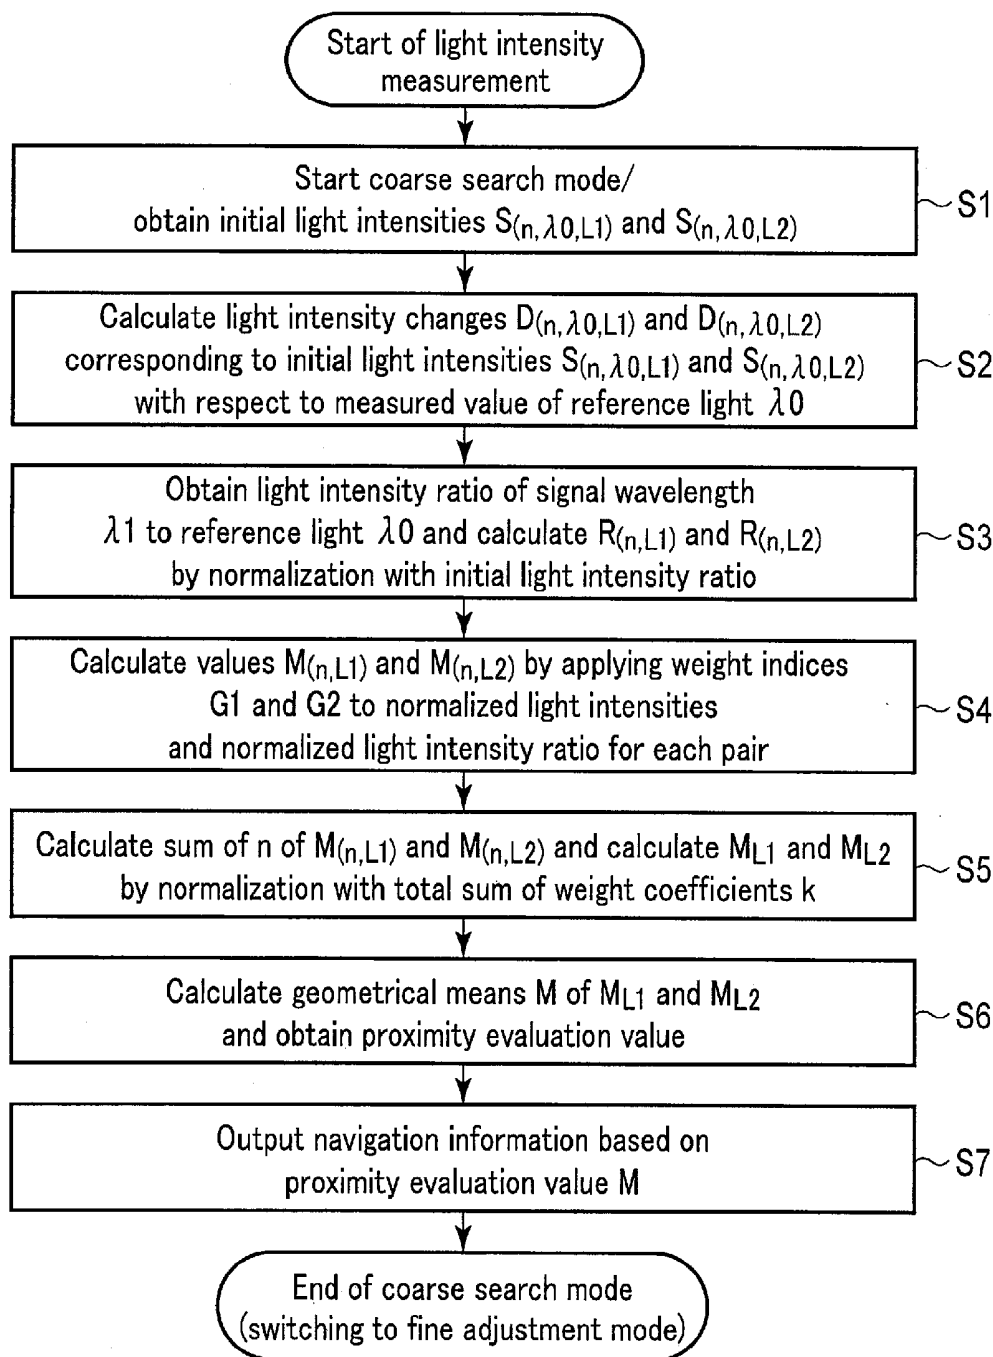 Start of light intensity
measurement
Start coarse search mode/
obtain initial light intensities S(n,λ0,L1) and S(n,λ0,L2)
S1
Calculate light intensity changes D(n,λ0,L1) and D(n,λ0,L2)
corresponding to initial light intensities S(n,λ0,L1) and S(n,λ0,L2)
with respect to measured value of reference light λ0
S2
Obtain light intensity ratio of signal wavelength
λ1 to reference light λ0 and calculate R(n,L1) and R(n,L2)
by normalization with initial light intensity ratio
S3
Calculate values M(n,L1) and M(n,L2) by applying weight indices
G1 and G2 to normalized light intensities
and normalized light intensity ratio for each pair
S4
Calculate sum of n of M(n,L1) and M(n,L2) and calculate ML1 and ML2
by normalization with total sum of weight coefficients k
S5
Calculate geometrical means M of ML1 and ML2
and obtain proximity evaluation value
S6
Output navigation information based on
proximity evaluation value M
S7
End of coarse search mode
(switching to fine adjustment mode)